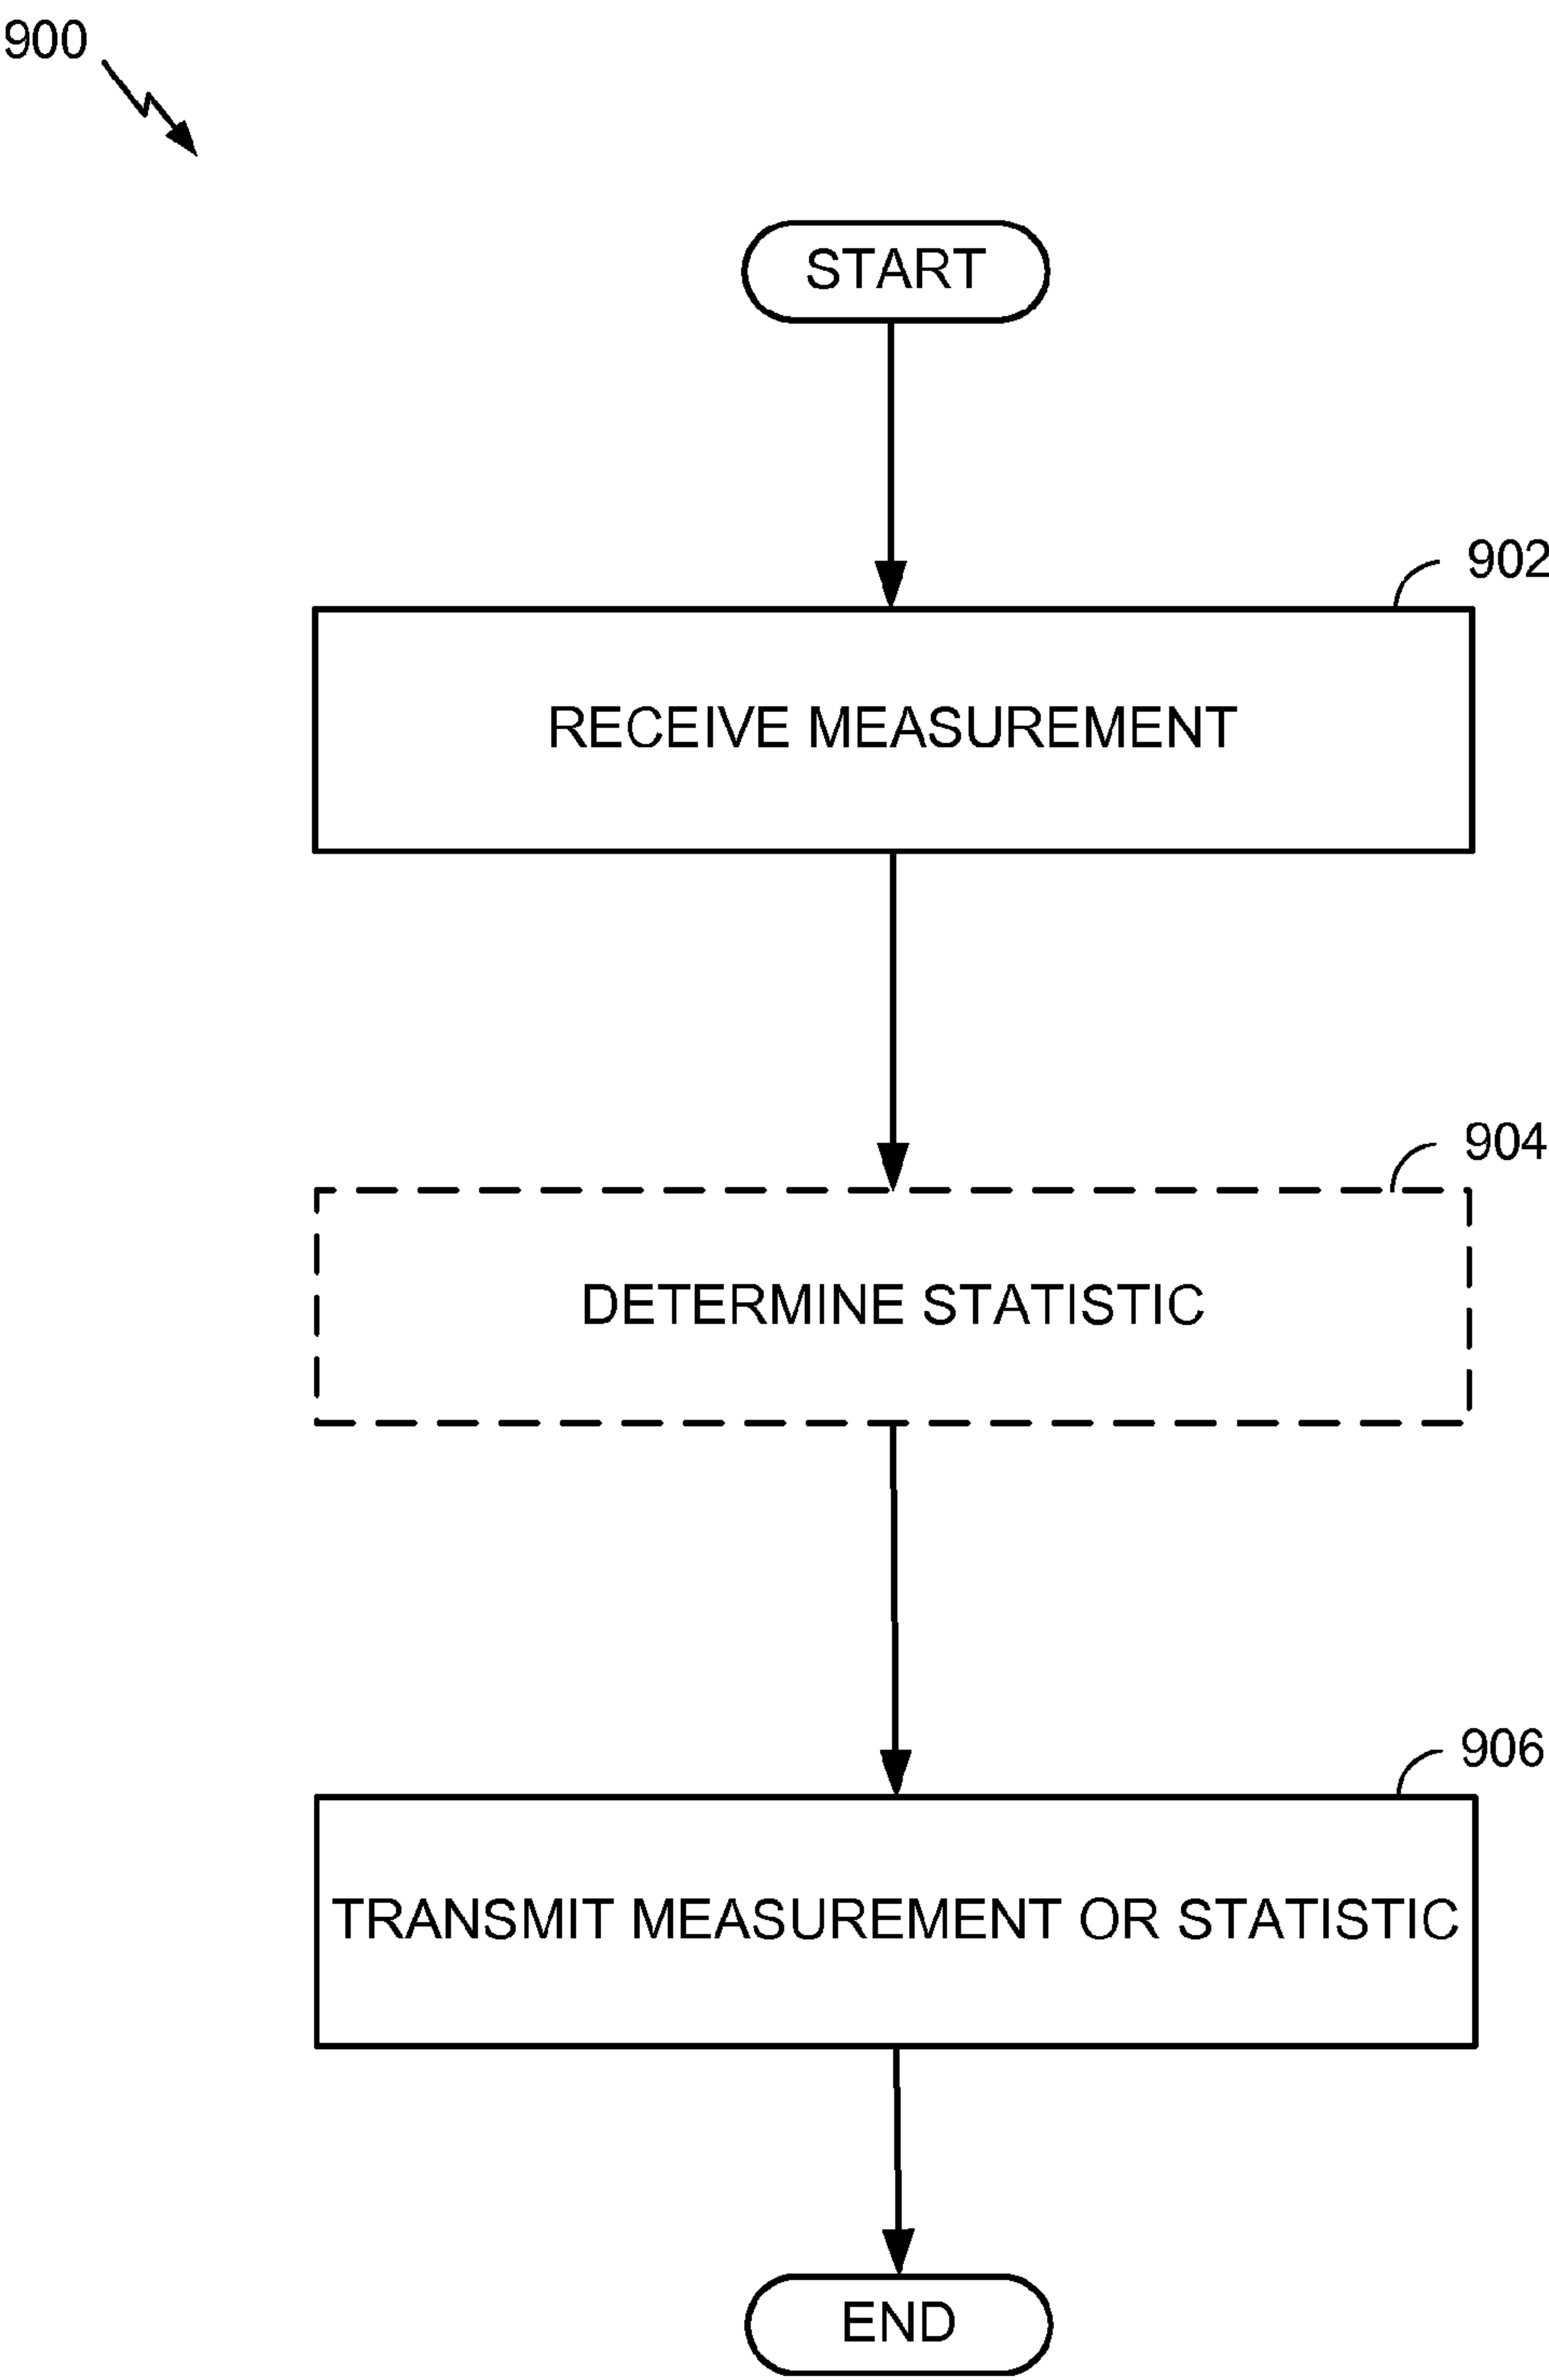 900
START
902
RECEIVE MEASUREMENT
904
DETERMINE STATISTIC
906
TRANSMIT MEASUREMENT OR STATISTIC
END